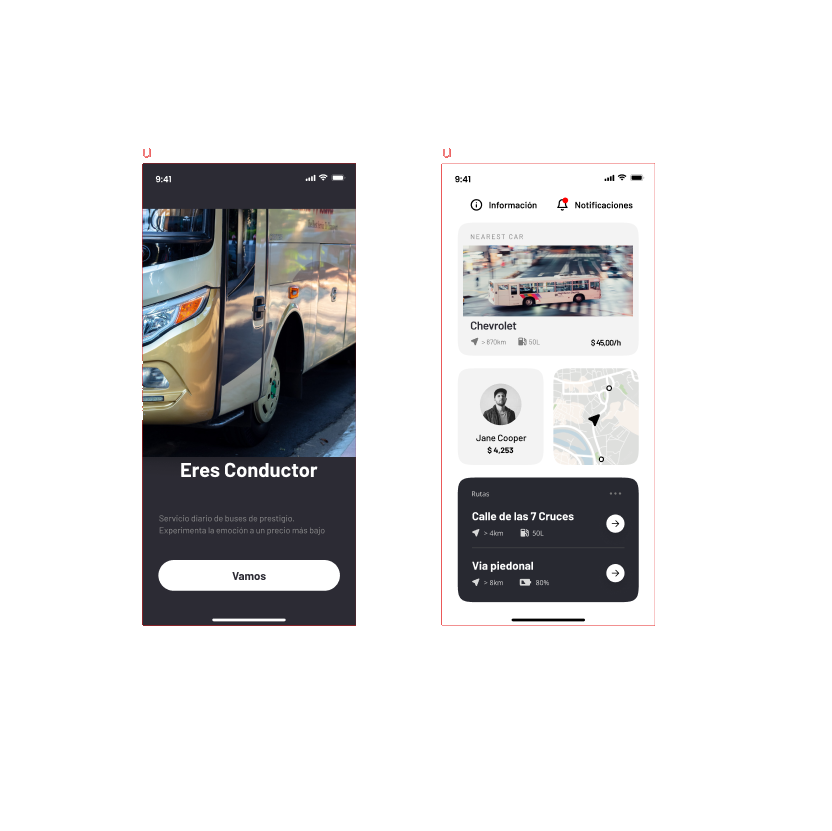 U
9:41
Eres Conductor
Servicio diario de buses de prestigio.
Experimenta la emoción a un precio más bajo
Vamos
U
9:41
Información
Notificaciones
NEAREST CAR
Chevrolet
> 870km
50L
$ 45,00/h
Jane Cooper
$ 4,253
Rutas
Calle de las 7 Cruces
> 4km
50L
Via piedonal
> 8km
80%